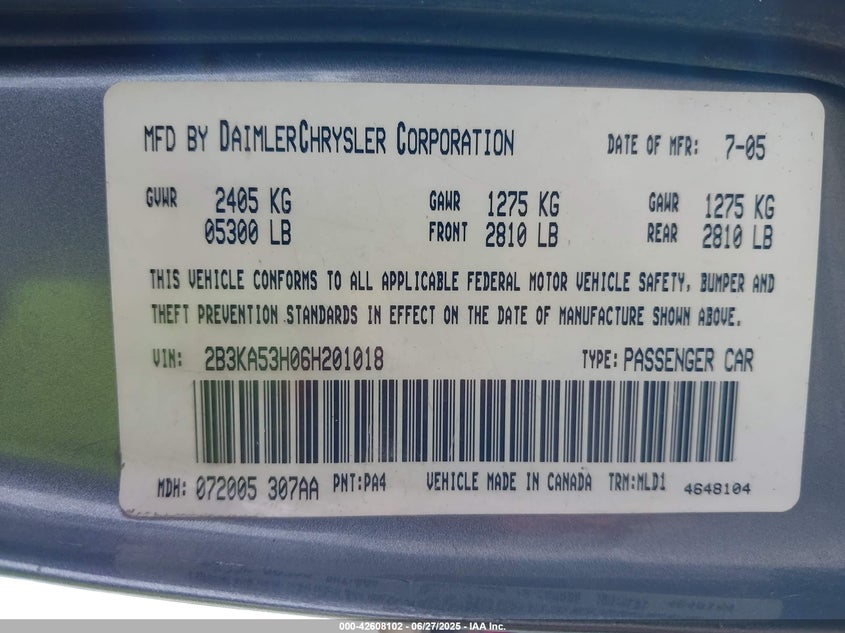 MFD BY DAIMLERCHRYSLER CORPORATION DATE OF MFR: 7-05
GVWR 2405 KG GAWR 1275 KG GAWR 1275 KG
05300 LB FRONT 2810 LB REAR 2810 LB
THIS VEHICLE CONFORMS TO ALL APPLICABLE FEDERAL MOTOR VEHICLE SAFETY, BUMPER AND
THEFT PREVENTION STANDARDS IN EFFECT ON THE DATE OF MANUFACTURE SHOWN ABOVE.
VIN: 2B3KA53H06H201018 TYPE: PASSENGER CAR
MDH: 072005 307AA PNT:PA4 VEHICLE MADE IN CANADA TRM:MLD1 4648104
000-42608102 - 06/27/2025 - IAA Inc.